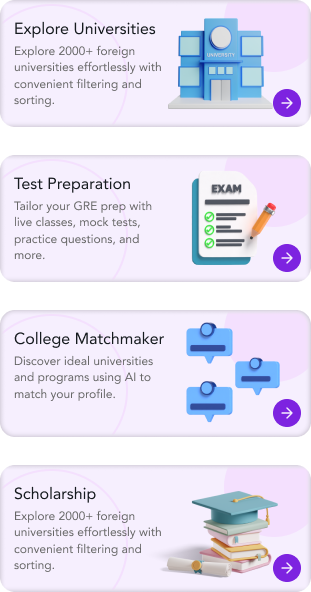 Explore Universities
Explore 2000+ foreign
universities effortlessly with
convenient filtering and
sorting.
UNIVERSITY
Test Preparation
Tailor your GRE prep with
live classes, mock tests,
practice questions, and
more.
EXAM
College Matchmaker
Discover ideal universities
and programs using AI to
match your profile.
Scholarship
Explore 2000+ foreign
universities effortlessly with
convenient filtering and
sorting.